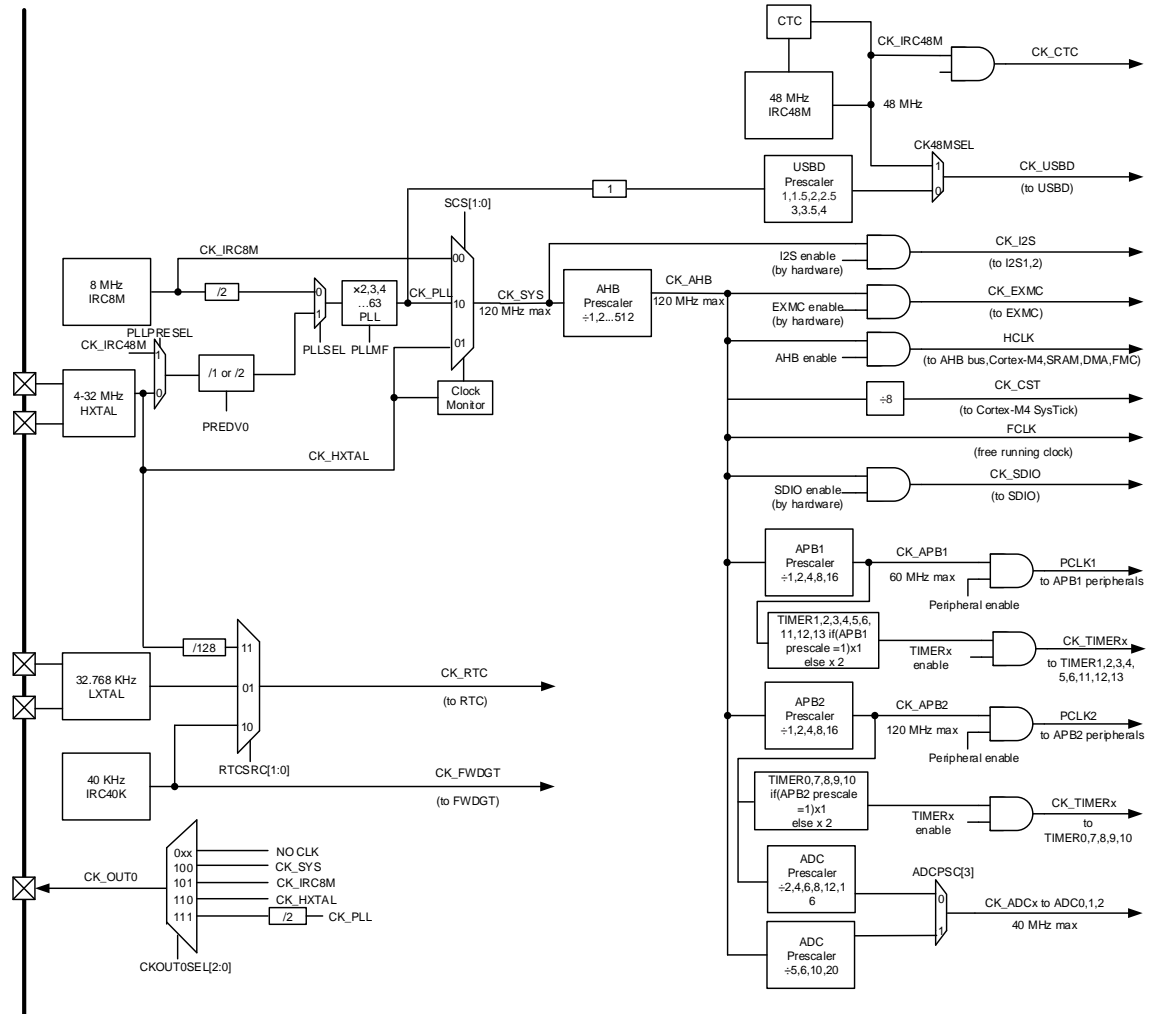 CTC
CK_IRC48M
CK_CTC
48 MHz
IRC48M
48 MHz
CK48MSEL
USBD
Prescaler
1,1.5,2,2.5
3,3.5,4
1
0
CK_USBD
(to USBD)
1
SCS[1:0]
CK_IRC8M
8 MHz
IRC8M
/2
0
1
×2,3,4
…63
PLL
CK_PLL
00
10
01
CK_SYS
120 MHz max
AHB
Prescaler
÷1,2...512
CK_AHB
120 MHz max
I2S enable
(by hardware)
CK_I2S
(to I2S1,2)
EXMC enable
(by hardware)
CK_EXMC
(to EXMC)
AHB enable
HCLK
(to AHB bus,Cortex-M4,SRAM,DMA,FMC)
PLLPRESEL
CK_IRC48M
1
0
PLLSEL
PLLMF
/1 or /2
PREDV0
4-32 MHz
HXTAL
Clock
Monitor
CK_HXTAL
÷8
CK_CST
(to Cortex-M4 SysTick)
FCLK
(free running clock)
SDIO enable
(by hardware)
CK_SDIO
(to SDIO)
APB1
Prescaler
÷1,2,4,8,16
CK_APB1
60 MHz max
Peripheral enable
PCLK1
to APB1 peripherals
TIMER1,2,3,4,5,6,
11,12,13 if(APB1
prescale =1)x1
else x 2
TIMERx
enable
CK_TIMERx
to TIMER1,2,3,4,
5,6,11,12,13
/128
11
01
10
32.768 KHz
LXTAL
CK_RTC
(to RTC)
RTCSRC[1:0]
40 KHz
IRC40K
CK_FWDGT
(to FWDGT)
APB2
Prescaler
÷1,2,4,8,16
CK_APB2
120 MHz max
Peripheral enable
PCLK2
to APB2 peripherals
TIMER0,7,8,9,10
if(APB2 prescale
=1)x1
else x 2
TIMERx
enable
CK_TIMERx
to
TIMER0,7,8,9,10
CK_OUT0
0xx
NO CLK
100
CK_SYS
101
CK_IRC8M
110
CK_HXTAL
111
/2
CK_PLL
CKOUT0SEL[2:0]
ADC
Prescaler
÷2,4,6,8,12,1
6
ADCPSC[3]
0
1
CK_ADCx to ADC0,1,2
40 MHz max
ADC
Prescaler
÷5,6,10,20